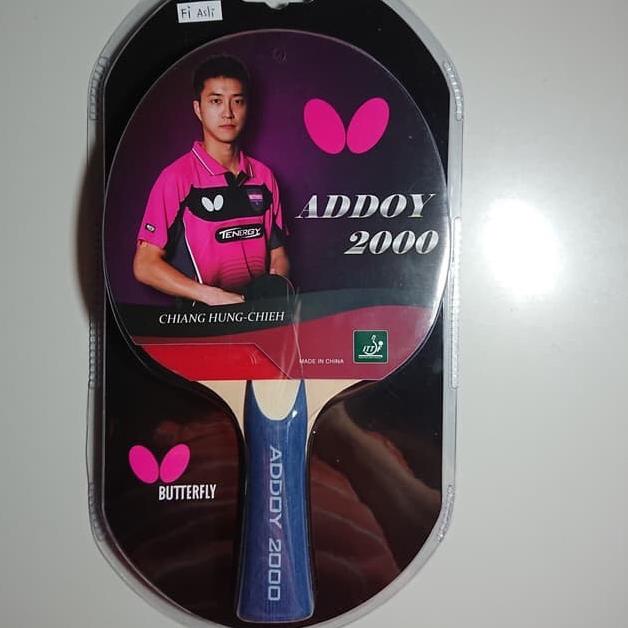 Fi Asli
ADDOY
2000
TENERGY
CHIANG HUNG-CHIEH
MADE IN CHINA
ITTF
BUTTERFLY
ADDOY 2000